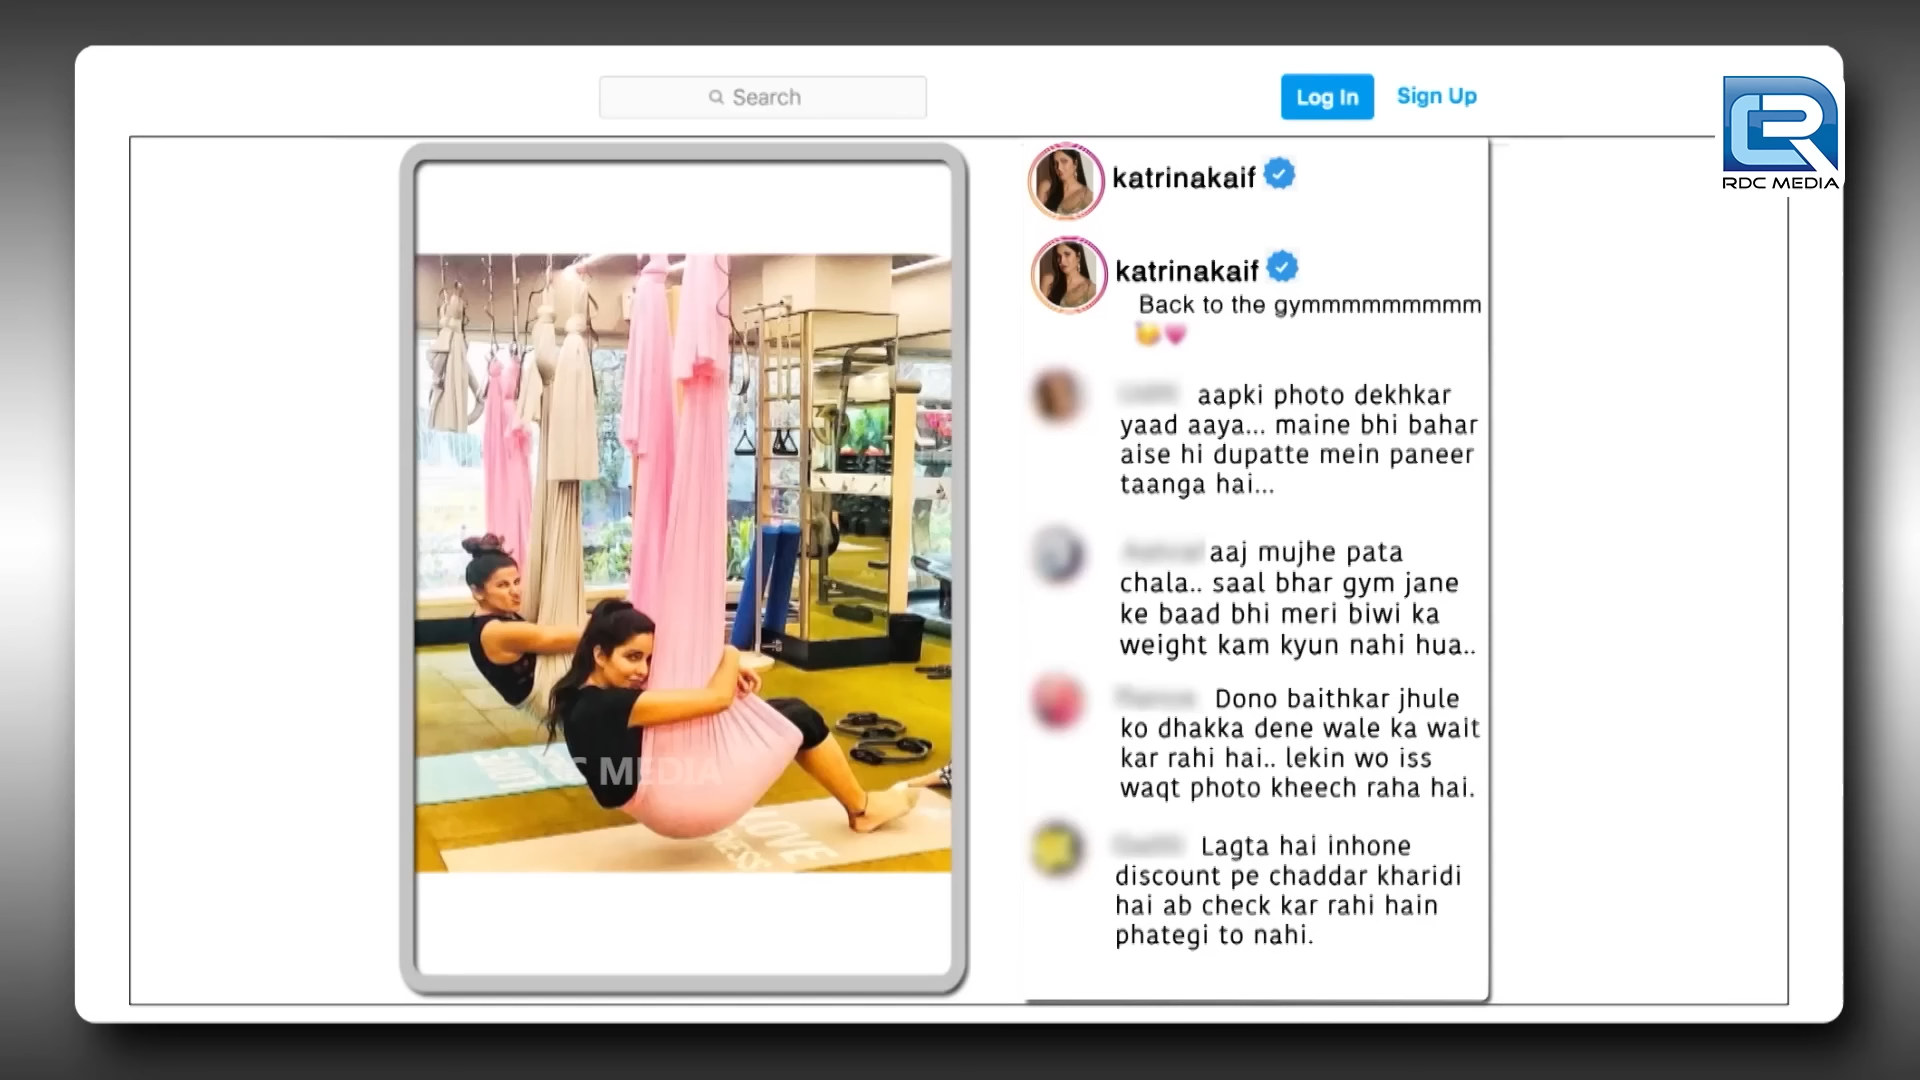 Search
Log In
Sign Up
RDC MEDIA
katrinakaif
katrinakaif
Back to the gymmmmmmmmm
aapki photo dekhkar
yaad aaya... maine bhi bahar
aise hi dupatte mein paneer
taanga hai...
aaj mujhe pata
chala.. saal bhar gym jane
ke baad bhi meri biwi ka
weight kam kyun nahi hua..
Dono baithkar jhule
ko dhakka dene wale ka wait
kar rahi hai.. lekin wo iss
waqt photo kheech raha hai.
Lagta hai inhone
discount pe chaddar kharidi
hai ab check kar rahi hain
phategi to nahi.
MEDIA
LOVE